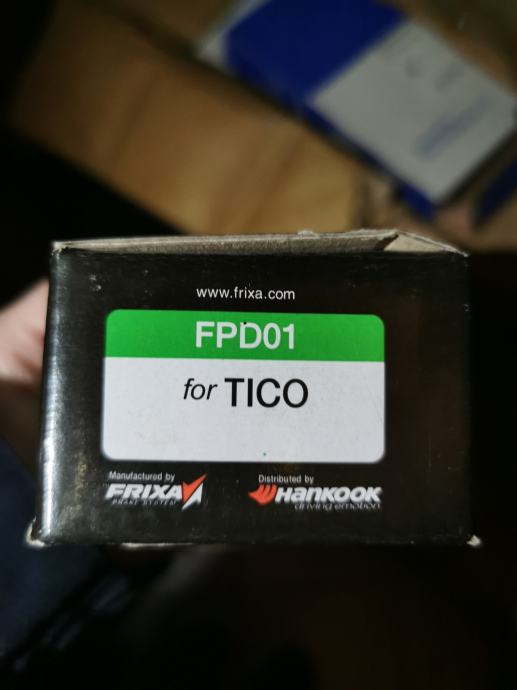 www.frixa.com
FPD01
for TICO
Manufactured by
FRIXA
BRAKE SYSTEM
Distributed by
HANKOOK
driving emotion